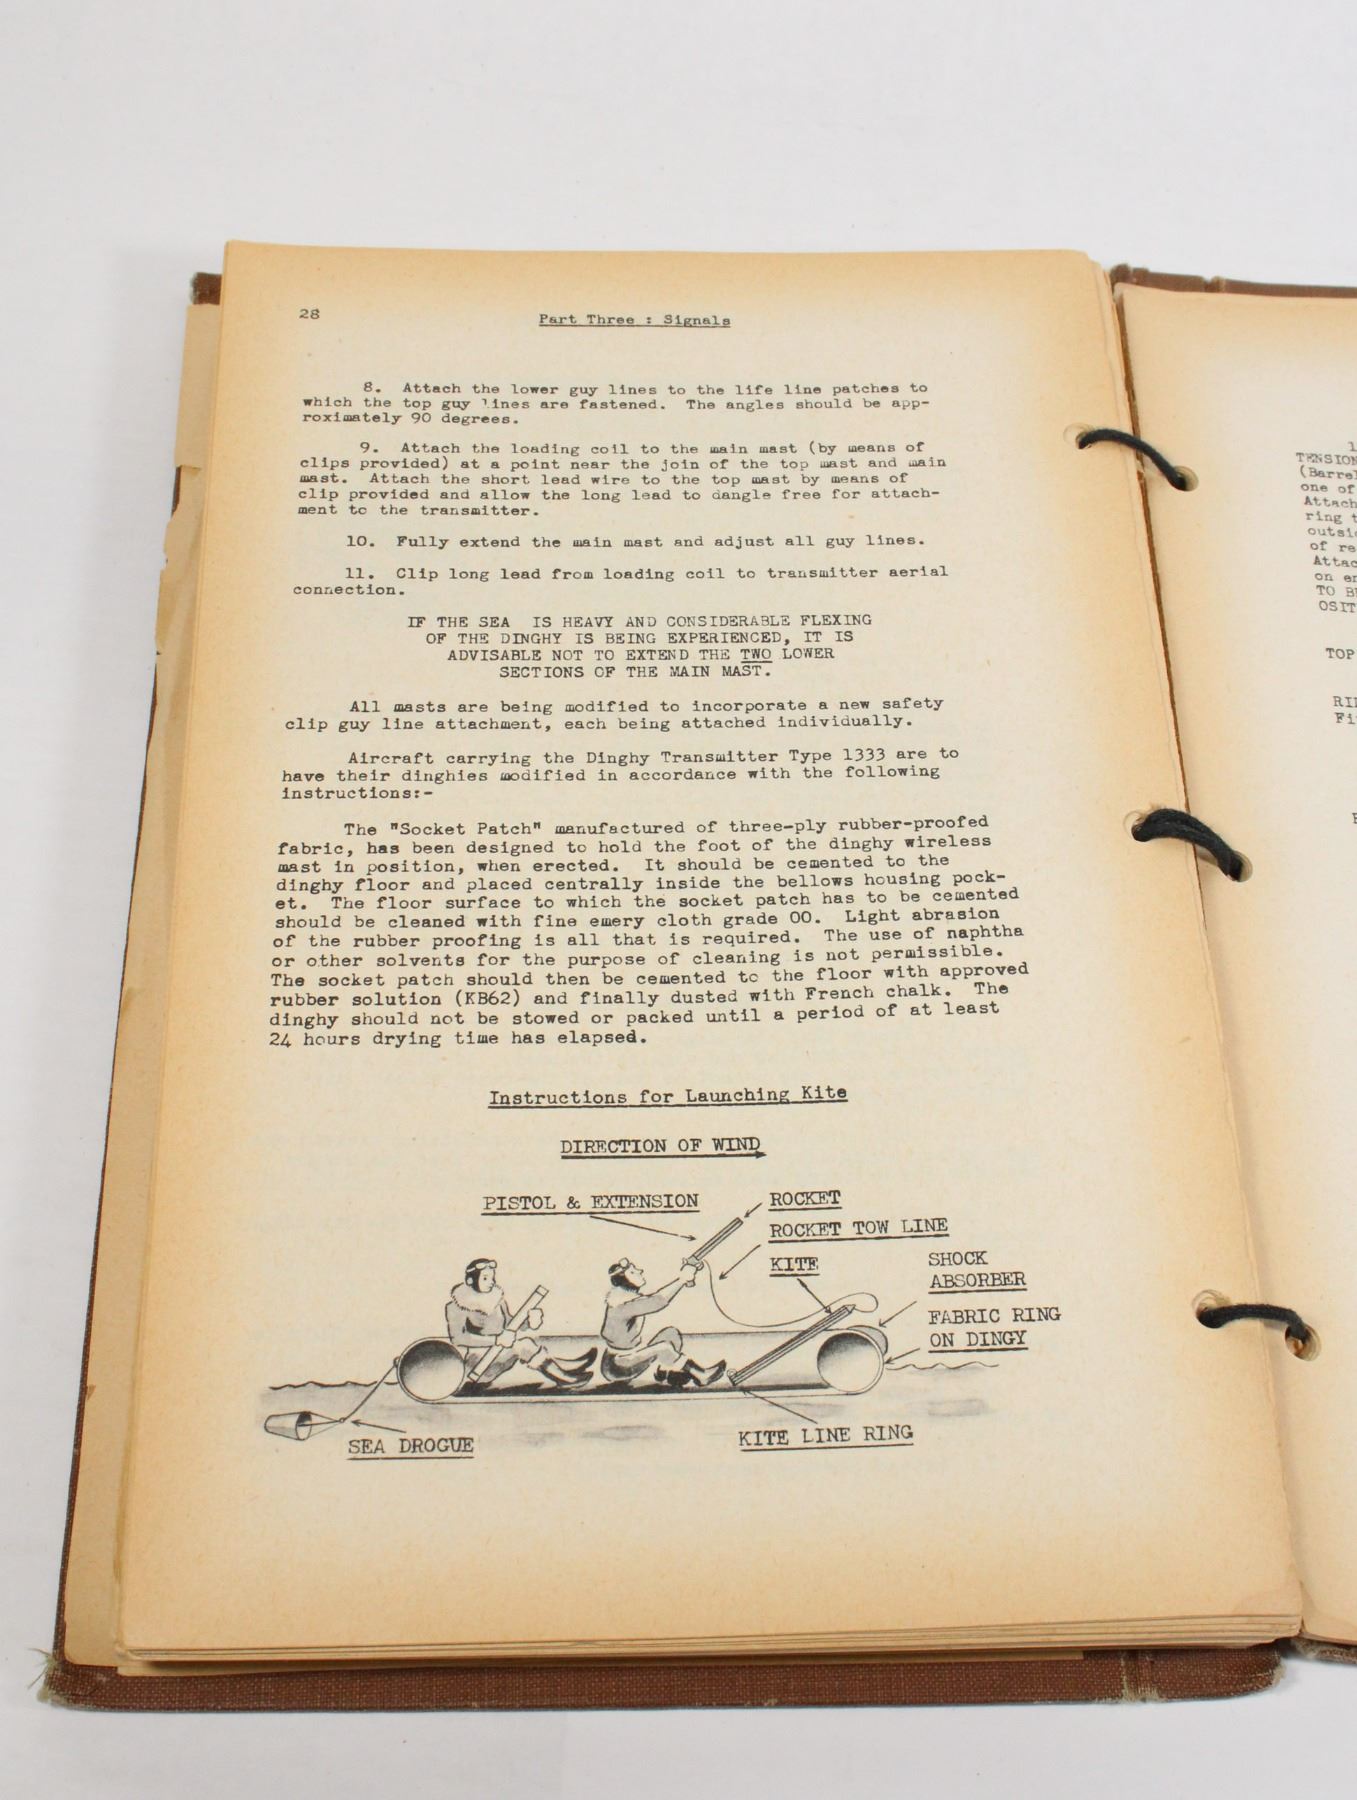 28
Part Three : Signals
8. Attach the lower guy lines to the life line patches to
which the top guy lines are fastened. The angles should be app-
roximately 90 degrees.
9. Attach the loading coil to the main mast (by means of
clips provided) at a point near the join of the top mast and main
mast. Attach the short lead wire to the top mast by means of
clip provided and allow the long lead to dangle free for attach-
ment to the transmitter.
10. Fully extend the main mast and adjust all guy lines.
11. Clip long lead from loading coil to transmitter aerial
connection.
IF THE SEA IS HEAVY AND CONSIDERABLE FLEXING
OF THE DINGHY IS BEING EXPERIENCED, IT IS
ADVISABLE NOT TO EXTEND THE TWO LOWER
SECTIONS OF THE MAIN MAST.
All masts are being modified to incorporate a new safety
clip guy line attachment, each being attached individually.
Aircraft carrying the Dinghy Transmitter Type 1333 are to
have their dinghies modified in accordance with the following
instructions:-
The "Socket Patch" manufactured of three-ply rubber-proofed
fabric, has been designed to hold the foot of the dinghy wireless
mast in position, when erected. It should be cemented to the
dinghy floor and placed centrally inside the bellows housing pock-
et. The floor surface to which the socket patch has to be cemented
should be cleaned with fine emery cloth grade 00. Light abrasion
of the rubber proofing is all that is required. The use of naphtha
or other solvents for the purpose of cleaning is not permissible.
The socket patch should then be cemented to the floor with approved
rubber solution (KB62) and finally dusted with French chalk. The
dinghy should not be stowed or packed until a period of at least
24 hours drying time has elapsed.
Instructions for Launching Kite
DIRECTION OF WIND
PISTOL & EXTENSION
ROCKET
ROCKET TOW LINE
KITE
SHOCK
ABSORBER
FABRIC RING
ON DINGY
SEA DROGUE
KITE LINE RING
TENSION
(Barrel
one of
Attach
ring
outsi
of re
Attac
on
TO
OSIT
TOP